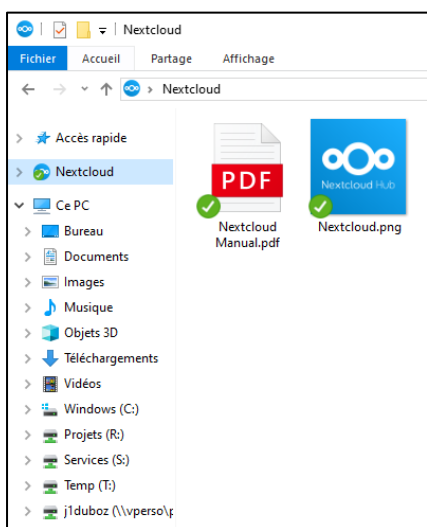 Nextcloud
Fichier Accueil Partage Affichage
Nextcloud
Accès rapide
Nextcloud
Ce PC
Bureau
Documents
Images
Musique
Objets 3D
Téléchargements
Vidéos
Windows (C:)
Projets (R:)
Services (S:)
Temp (T:)
j1duboz (\\vperso\p
PDF
Nextcloud
Manual.pdf
Nextcloud Hub
Nextcloud.png